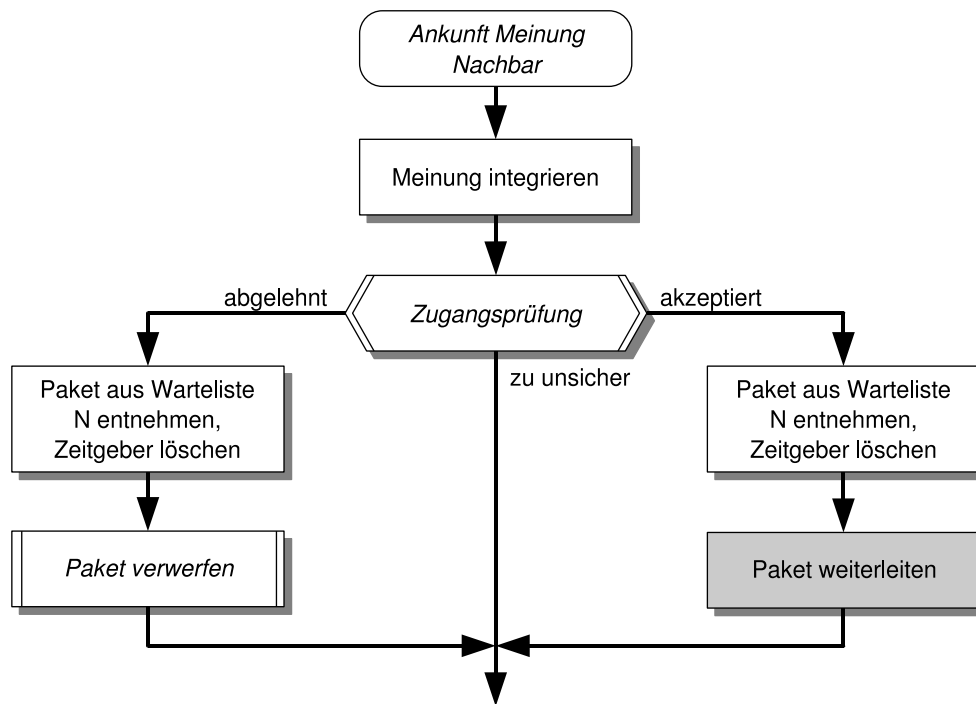 Ankunft Meinung
Nachbar
Meinung integrieren
abgelehnt
Zugangsprüfung
akzeptiert
zu unsicher
Paket aus Warteliste
N entnehmen,
Zeitgeber löschen
Paket aus Warteliste
N entnehmen,
Zeitgeber löschen
Paket verwerfen
Paket weiterleiten